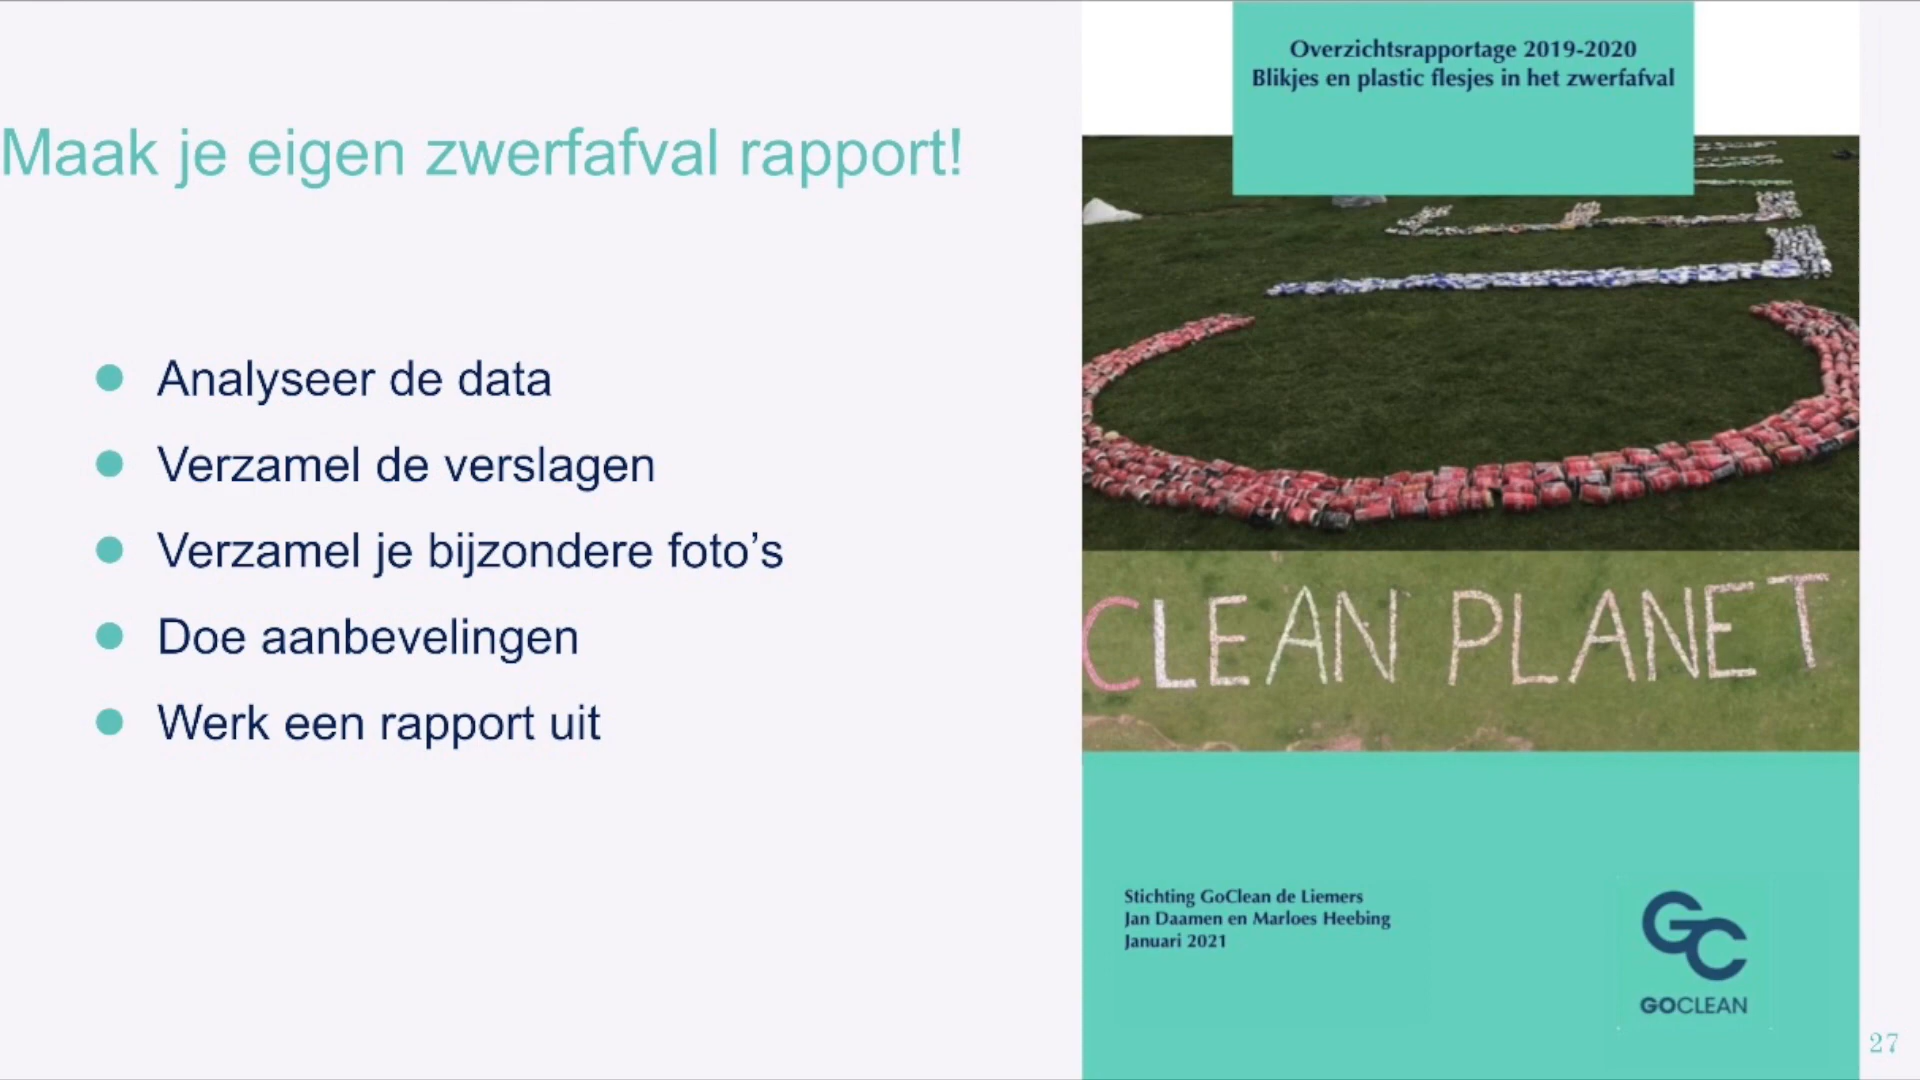 Maak je eigen zwerfafval rapport!
Analyseer de data
Verzamel de verslagen
Verzamel je bijzondere foto’s
Doe aanbevelingen
Werk een rapport uit
Overzichtsrapportage 2019-2020
Blikjes en plastic flesjes in het zwerfafval
CLEAN PLANET
Stichting GoClean de Liemers
Jan Daamen en Marloes Heebing
Januari 2021
GC
GOCLEAN
27